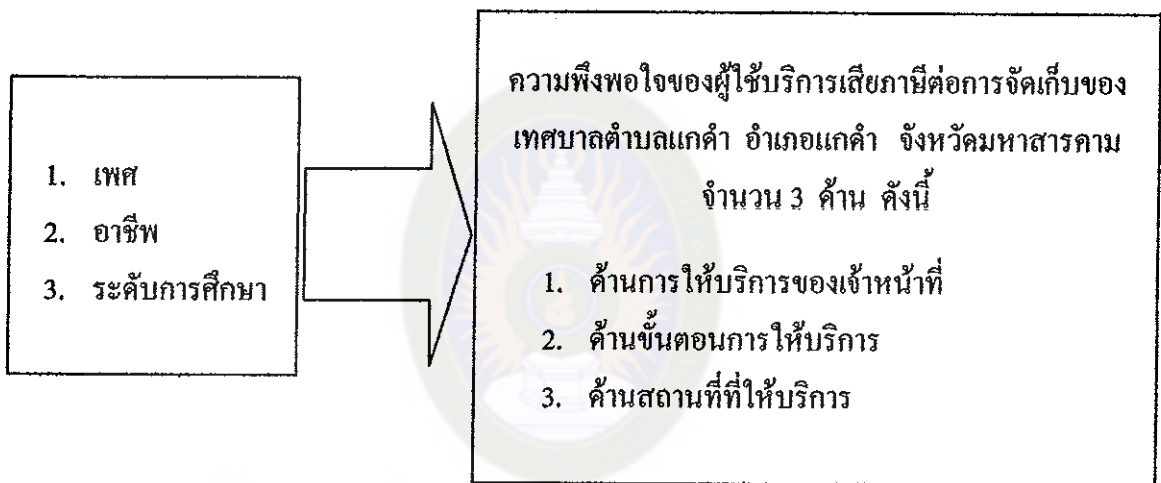 1. เพศ
2. อาชีพ
3. ระดับการศึกษา
ความพึงพอใจของผู้ใช้บริการเสียภาษีต่อการจัดเก็บของ
เทศบาลตำบลแกดำ อำเภอแกดำ จังหวัดมหาสารคาม
จำนวน 3 ด้าน ดังนี้
1. ด้านการให้บริการของเจ้าหน้าที่
2. ด้านขั้นตอนการให้บริการ
3. ด้านสถานที่ที่ให้บริการ